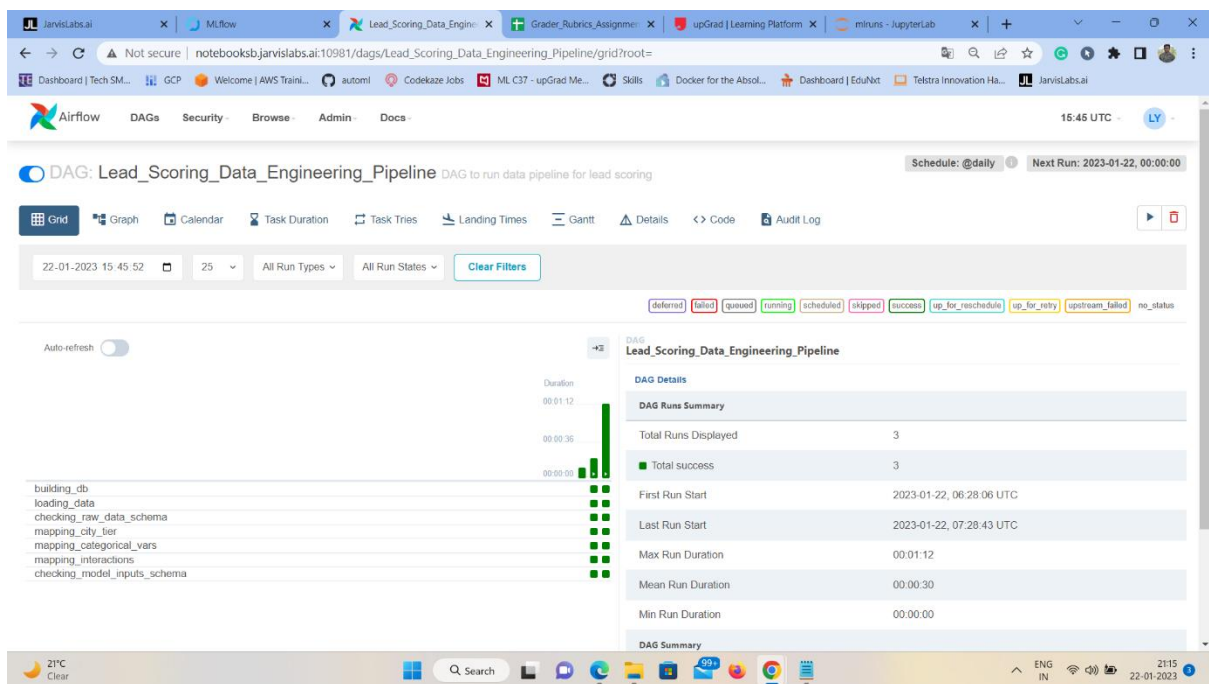 JarvisLabs.ai
MLflow
Lead_Scoring_Data_Engine
Grader_Rubrics_Assignmen
upGrad | Learning Platform
mlruns - JupyterLab
Not secure | notebooksb.jarvislabs.ai:10981/dags/Lead_Scoring_Data_Engineering_Pipeline/grid?root=
Dashboard | Tech SM... GCP Welcome | AWS Traini... automl Codekaze Jobs ML C37 - upGrad Me... Skills Docker for the Absol... Dashboard | EduNxt Telstra Innovation Ha... JarvisLabs.ai
Airflow DAGs Security Browse Admin Docs 15:45 UTC LY
DAG: Lead_Scoring_Data_Engineering_Pipeline DAG to run data pipeline for lead scoring
Schedule: @daily Next Run: 2023-01-22, 00:00:00
Grid Graph Calendar Task Duration Task Tries Landing Times Gantt Details <> Code Audit Log
22-01-2023 15:45:52 25 All Run Types All Run States Clear Filters
deferred failed queued running scheduled skipped success up_for_reschedule up_for_retry upstream_failed no_status
Auto-refresh
Duration
00:01:12
00:00:36
00:00:00
building_db
loading_data
checking_raw_data_schema
mapping_city_tier
mapping_categorical_vars
mapping_interactions
checking_model_inputs_schema
DAG
Lead_Scoring_Data_Engineering_Pipeline
DAG Details
DAG Runs Summary
Total Runs Displayed 3
Total success 3
First Run Start 2023-01-22, 06:28:06 UTC
Last Run Start 2023-01-22, 07:28:43 UTC
Max Run Duration 00:01:12
Mean Run Duration 00:00:30
Min Run Duration 00:00:00
DAG Summary
21°C
Clear
Search
99+
ENG
IN
21:15
22-01-2023
3